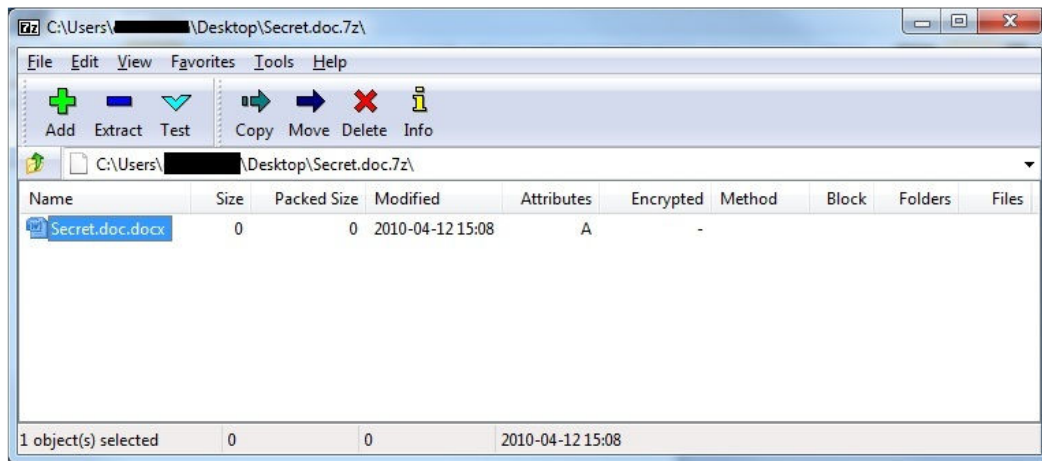 7z C:\Users\ \Desktop\Secret.doc.7z\
File Edit View Favorites Tools Help
Add Extract Test Copy Move Delete Info
C:\Users\ \Desktop\Secret.doc.7z\
Name Size Packed Size Modified Attributes Encrypted Method Block Folders Files
Secret.doc.docx 0 0 2010-04-12 15:08 A -
1 object(s) selected 0 0 2010-04-12 15:08